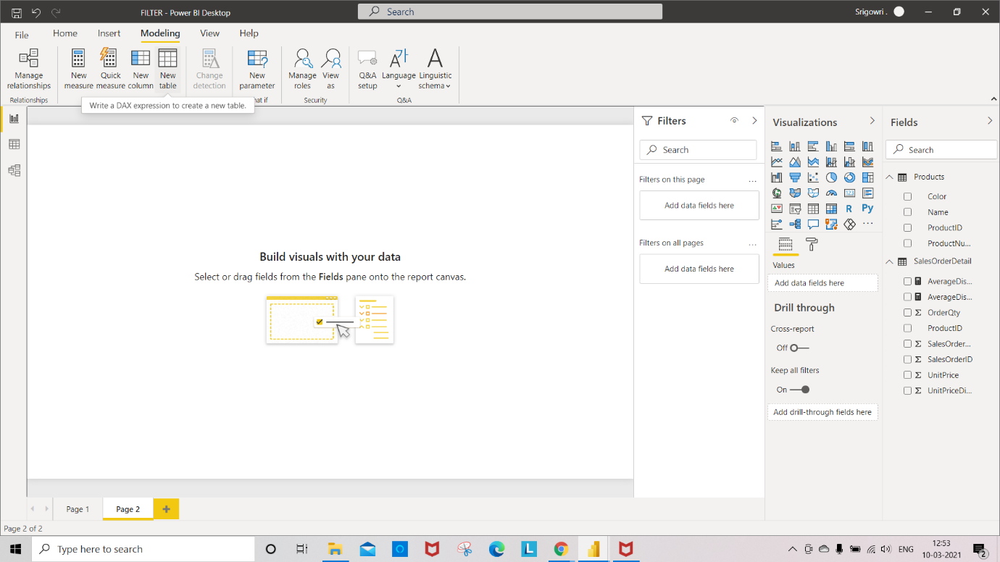 FILTER - Power BI Desktop
Search
Srigowri .
File
Home
Insert
Modeling
View
Help
Manage
relationships
New
measure
Quick
measure
New
column
New
table
Change
detection
New
parameter
Manage
roles
View
as
Q&A
setup
Language
Linguistic
schema
Relationships
at if
Security
Q&A
Write a DAX expression to create a new table.
Build visuals with your data
Select or drag fields from the Fields pane onto the report canvas.
Filters
Search
Filters on this page
...
Add data fields here
Filters on all pages
...
Add data fields here
Visualizations
123
R
Py
...
Values
Add data fields here
Drill through
Cross-report
Off
Keep all filters
On
Add drill-through fields here
Fields
Search
Products
Color
Name
ProductID
ProductNu...
SalesOrderDetail
AverageDis...
AverageDis...
Σ OrderQty
ProductID
Σ SalesOrder...
Σ SalesOrderID
Σ UnitPrice
Σ UnitPriceDi...
Page 1
Page 2
+
Page 2 of 2
Type here to search
L
ENG
12:53
10-03-2021
2